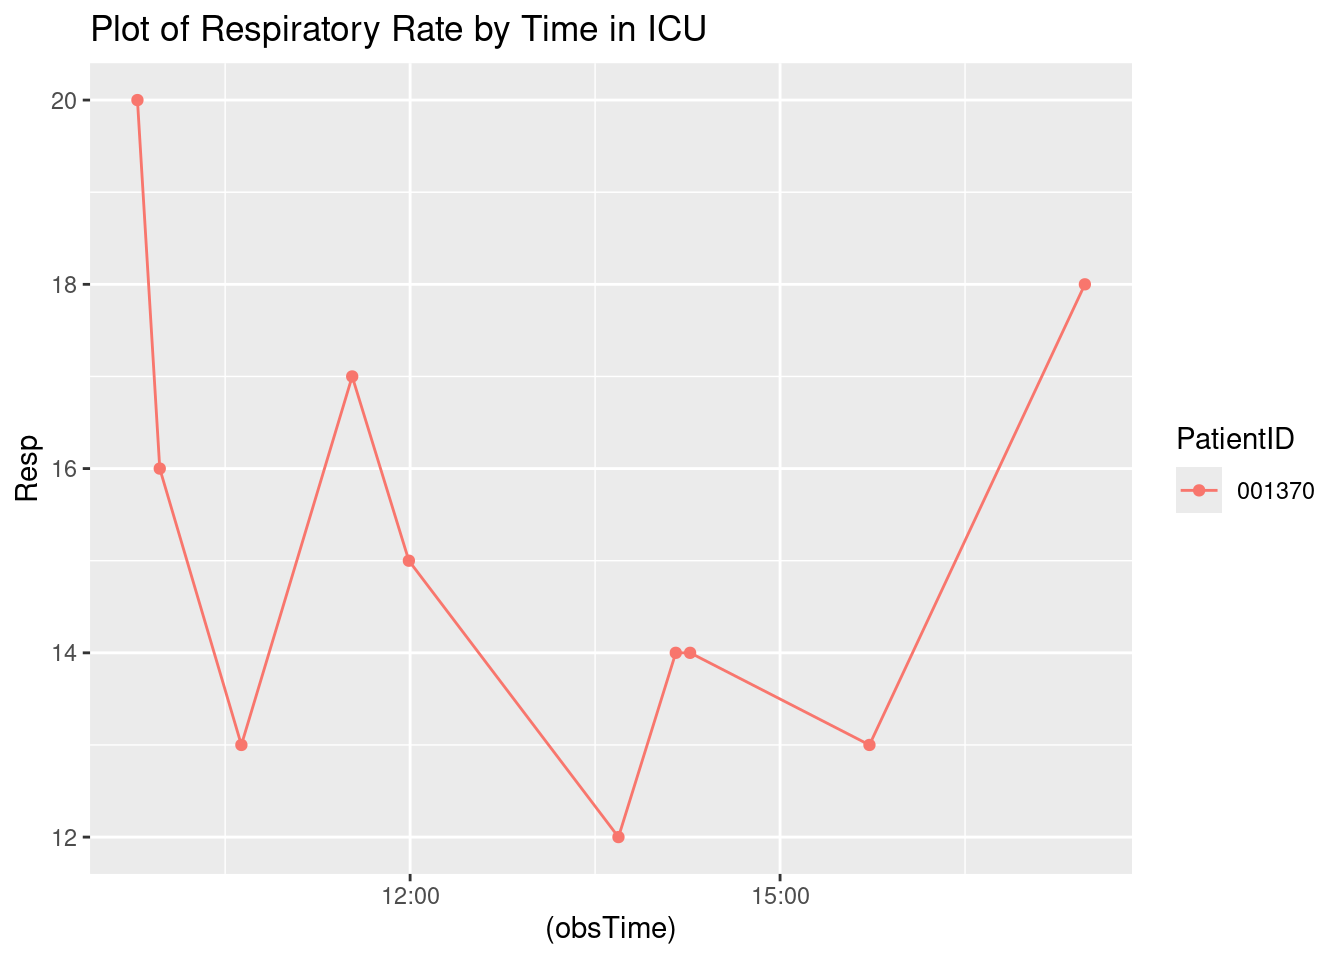 Plot of Respiratory Rate by Time in ICU
20
18
16
14
12
Resp
12:00
15:00
(obsTime)
PatientID
001370